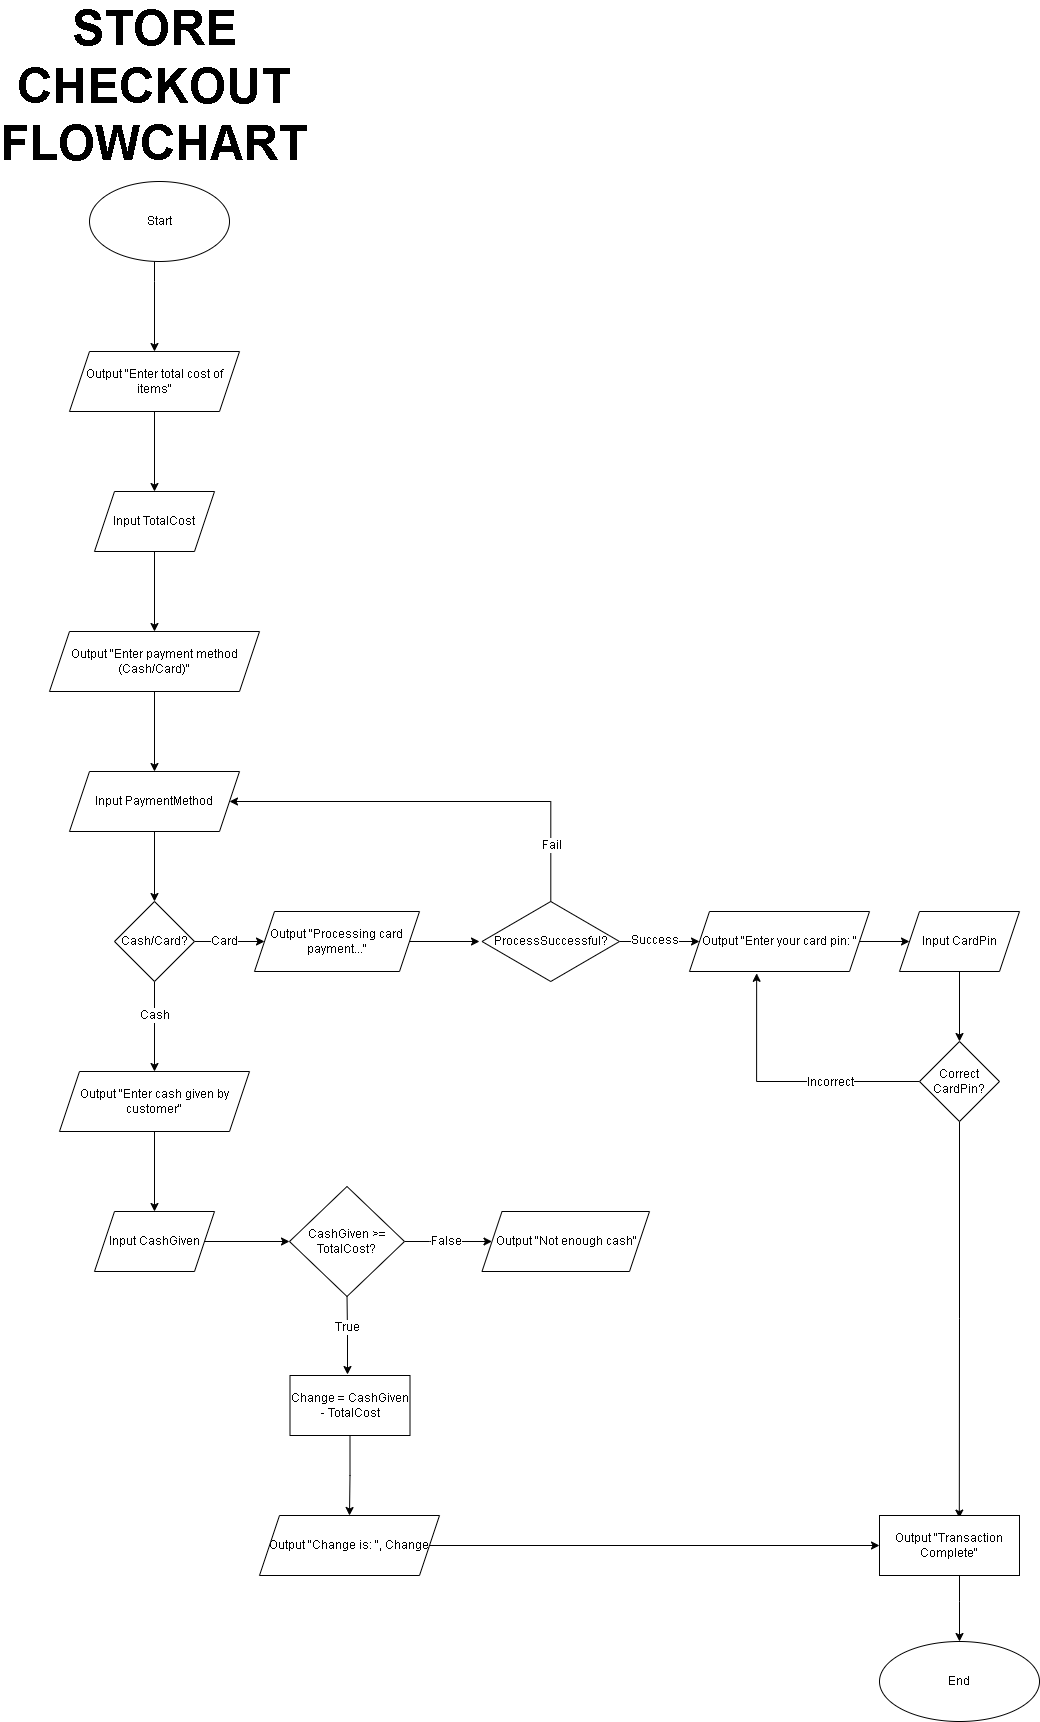 STORE
CHECKOUT
FLOWCHART
Start
Output "Enter total cost of
items"
Input TotalCost
Output "Enter payment method
(Cash/Card)"
Input PaymentMethod
Fail
Cash/Card?
Card
Output "Processing card
payment..."
ProcessSuccessful?
Success
Output "Enter your card pin: "
Input CardPin
Cash
Correct
CardPin?
Incorrect
Output "Enter cash given by
customer"
Input CashGiven
CashGiven >=
TotalCost?
False
Output "Not enough cash"
True
Change = CashGiven
- TotalCost
Output "Change is: ", Change
Output "Transaction
Complete"
End